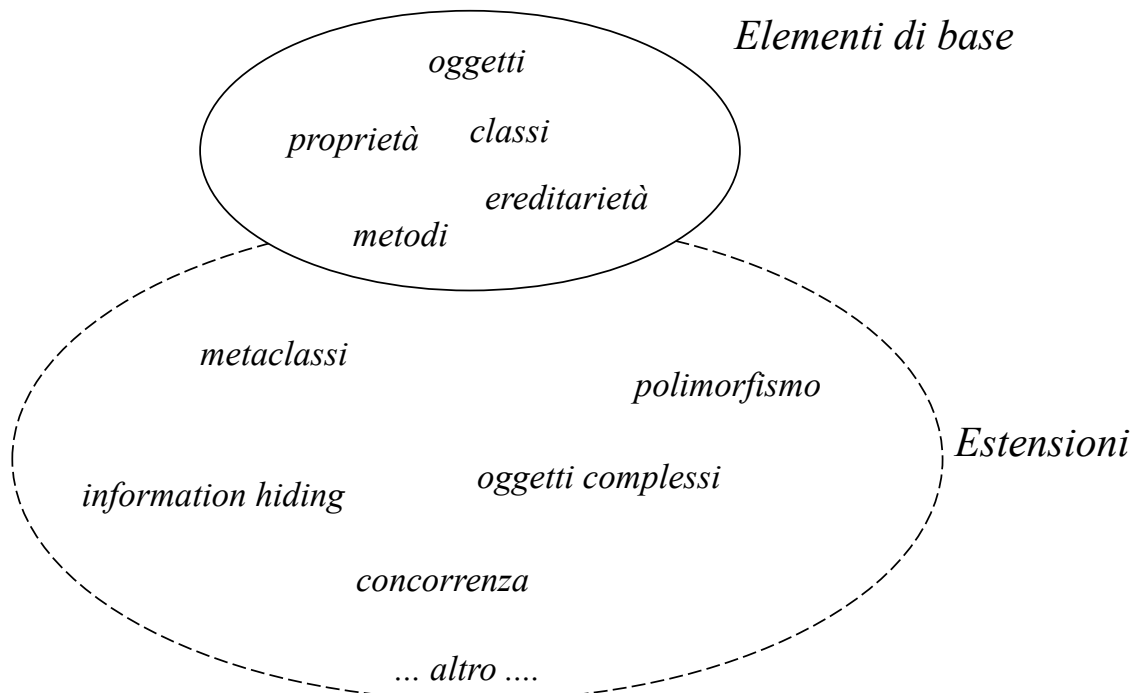 Elementi di base
oggetti
proprietà
classi
ereditarietà
metodi
metaclassi
polimorfismo
Estensioni
information hiding
oggetti complessi
concorrenza
... altro ....